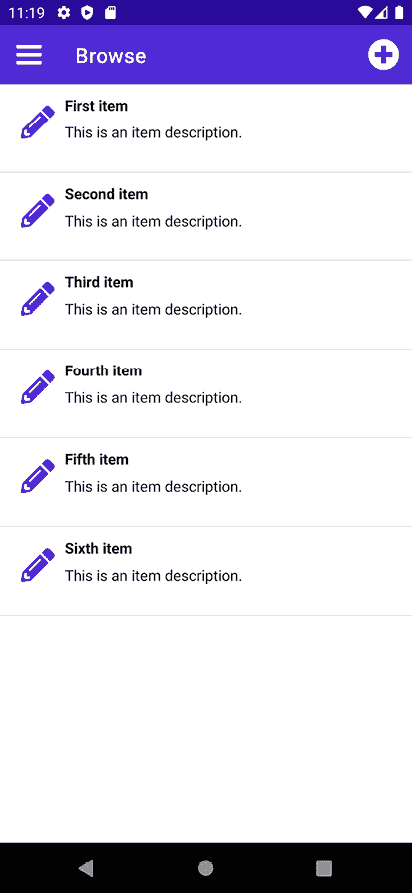 11:19
Browse
First item
This is an item description.
Second item
This is an item description.
Third item
This is an item description.
Fourth item
This is an item description.
Fifth item
This is an item description.
Sixth item
This is an item description.